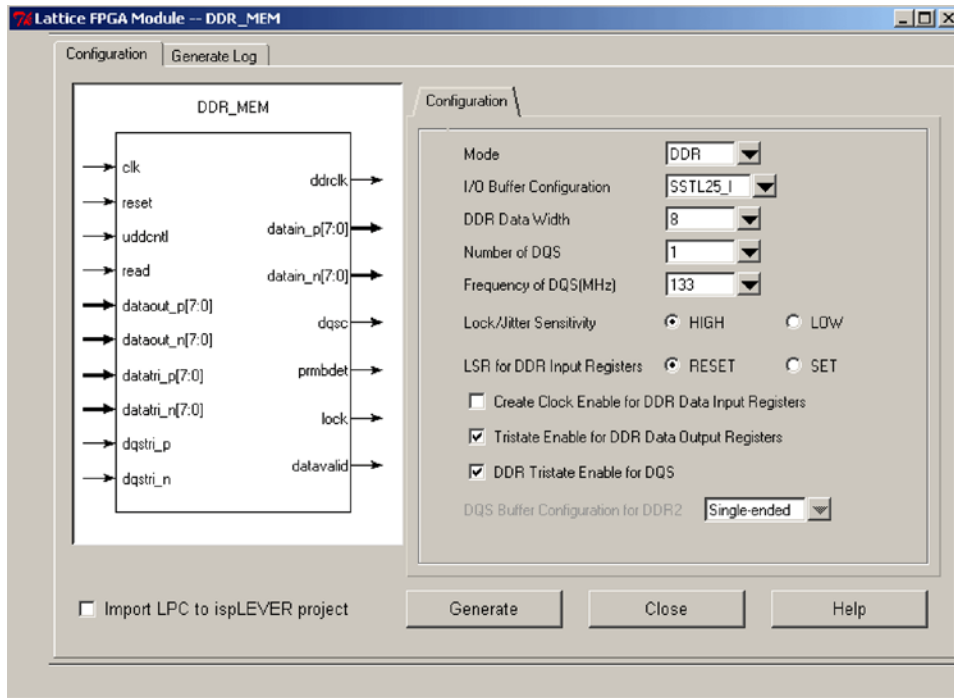 Lattice FPGA Module -- DDR_MEM
Configuration
Generate Log
DDR_MEM
clk
reset
uddcntl
read
dataout_p[7:0]
dataout_n[7:0]
datatri_p[7:0]
datatri_n[7:0]
dqstri_p
dqstri_n
ddrclk
datain_p[7:0]
datain_n[7:0]
dqsc
prmbdet
lock
datavalid
Configuration
Mode DDR
I/O Buffer Configuration SSTL25_I
DDR Data Width 8
Number of DQS 1
Frequency of DQS(MHz) 133
Lock/Jitter Sensitivity HIGH LOW
LSR for DDR Input Registers RESET SET
Create Clock Enable for DDR Data Input Registers
Tristate Enable for DDR Data Output Registers
DDR Tristate Enable for DQS
DQS Buffer Configuration for DDR2 Single-ended
Import LPC to ispLEVER project
Generate Close Help